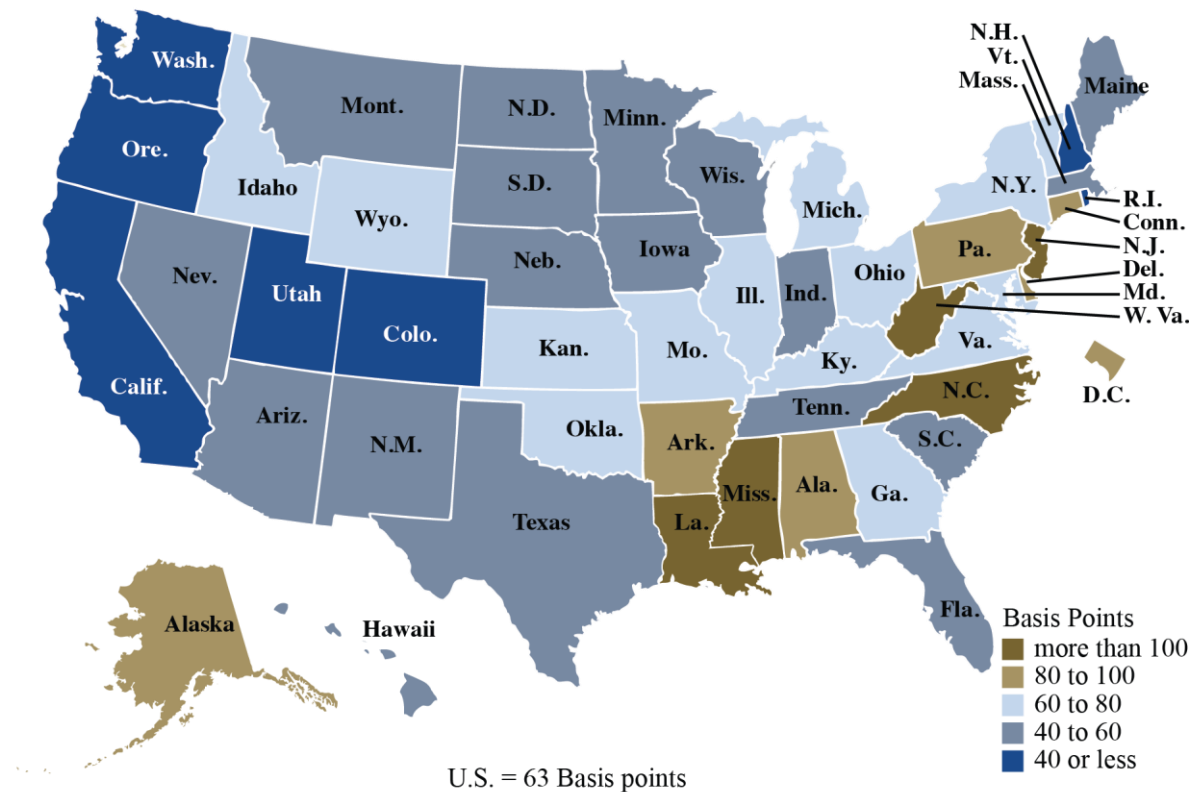 N.H.
Vt.
Mass.
Wash.
Maine
Mont.
N.D.
Minn.
Ore.
Wis.
S.D.
Idaho
N.Y.
R.I.
Mich.
Wyo.
Conn.
Pa.
N.J.
Iowa
Neb.
Del.
Nev.
Ohio
Utah
Ill.
Ind.
Md.
W. Va.
Colo.
Kan.
Mo.
Va.
Ky.
Calif.
N.C.
D.C.
Tenn.
Ariz.
Okla.
S.C.
N.M.
Ark.
Miss.
Ala.
Ga.
Texas
La.
Fla.
Alaska
Hawaii
Basis Points
more than 100
80 to 100
60 to 80
40 to 60
40 or less
U.S. = 63 Basis points